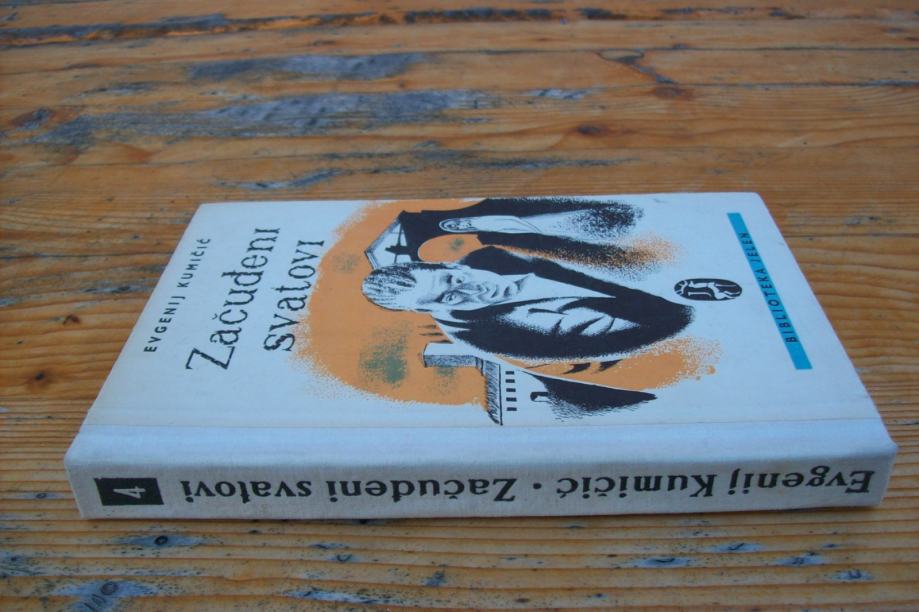 EVGENIJ KUMIČIĆ
Začuđeni
svatovi
BIBLIOTEKA JELEN
Evgenij Kumičić · Začuđeni svatovi
4